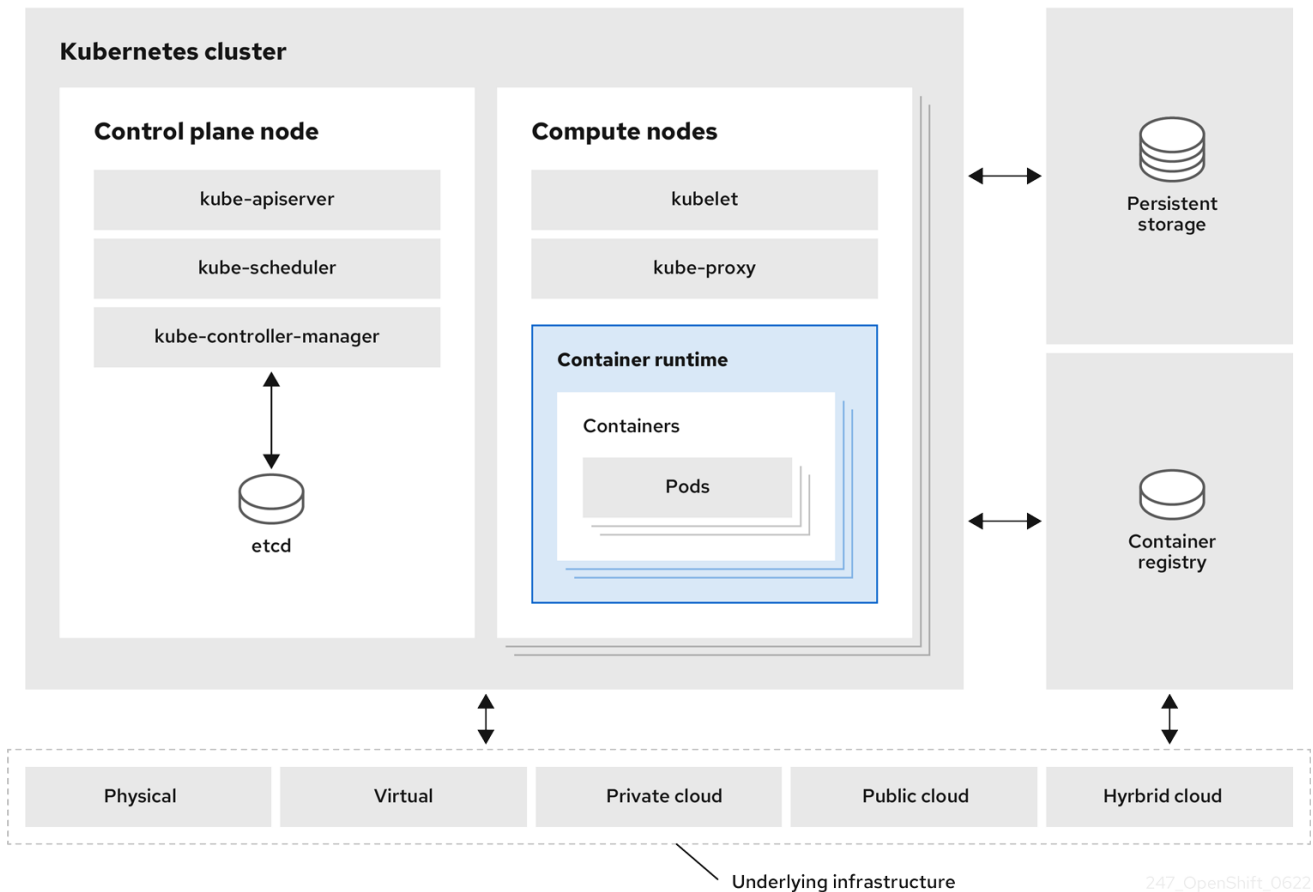 Kubernetes cluster
Control plane node
kube-apiserver
kube-scheduler
kube-controller-manager
etcd
Compute nodes
kubelet
kube-proxy
Container runtime
Containers
Pods
Persistent
storage
Container
registry
Physical
Virtual
Private cloud
Public cloud
Hyrbrid cloud
Underlying infrastructure
247_OpenShift_0622